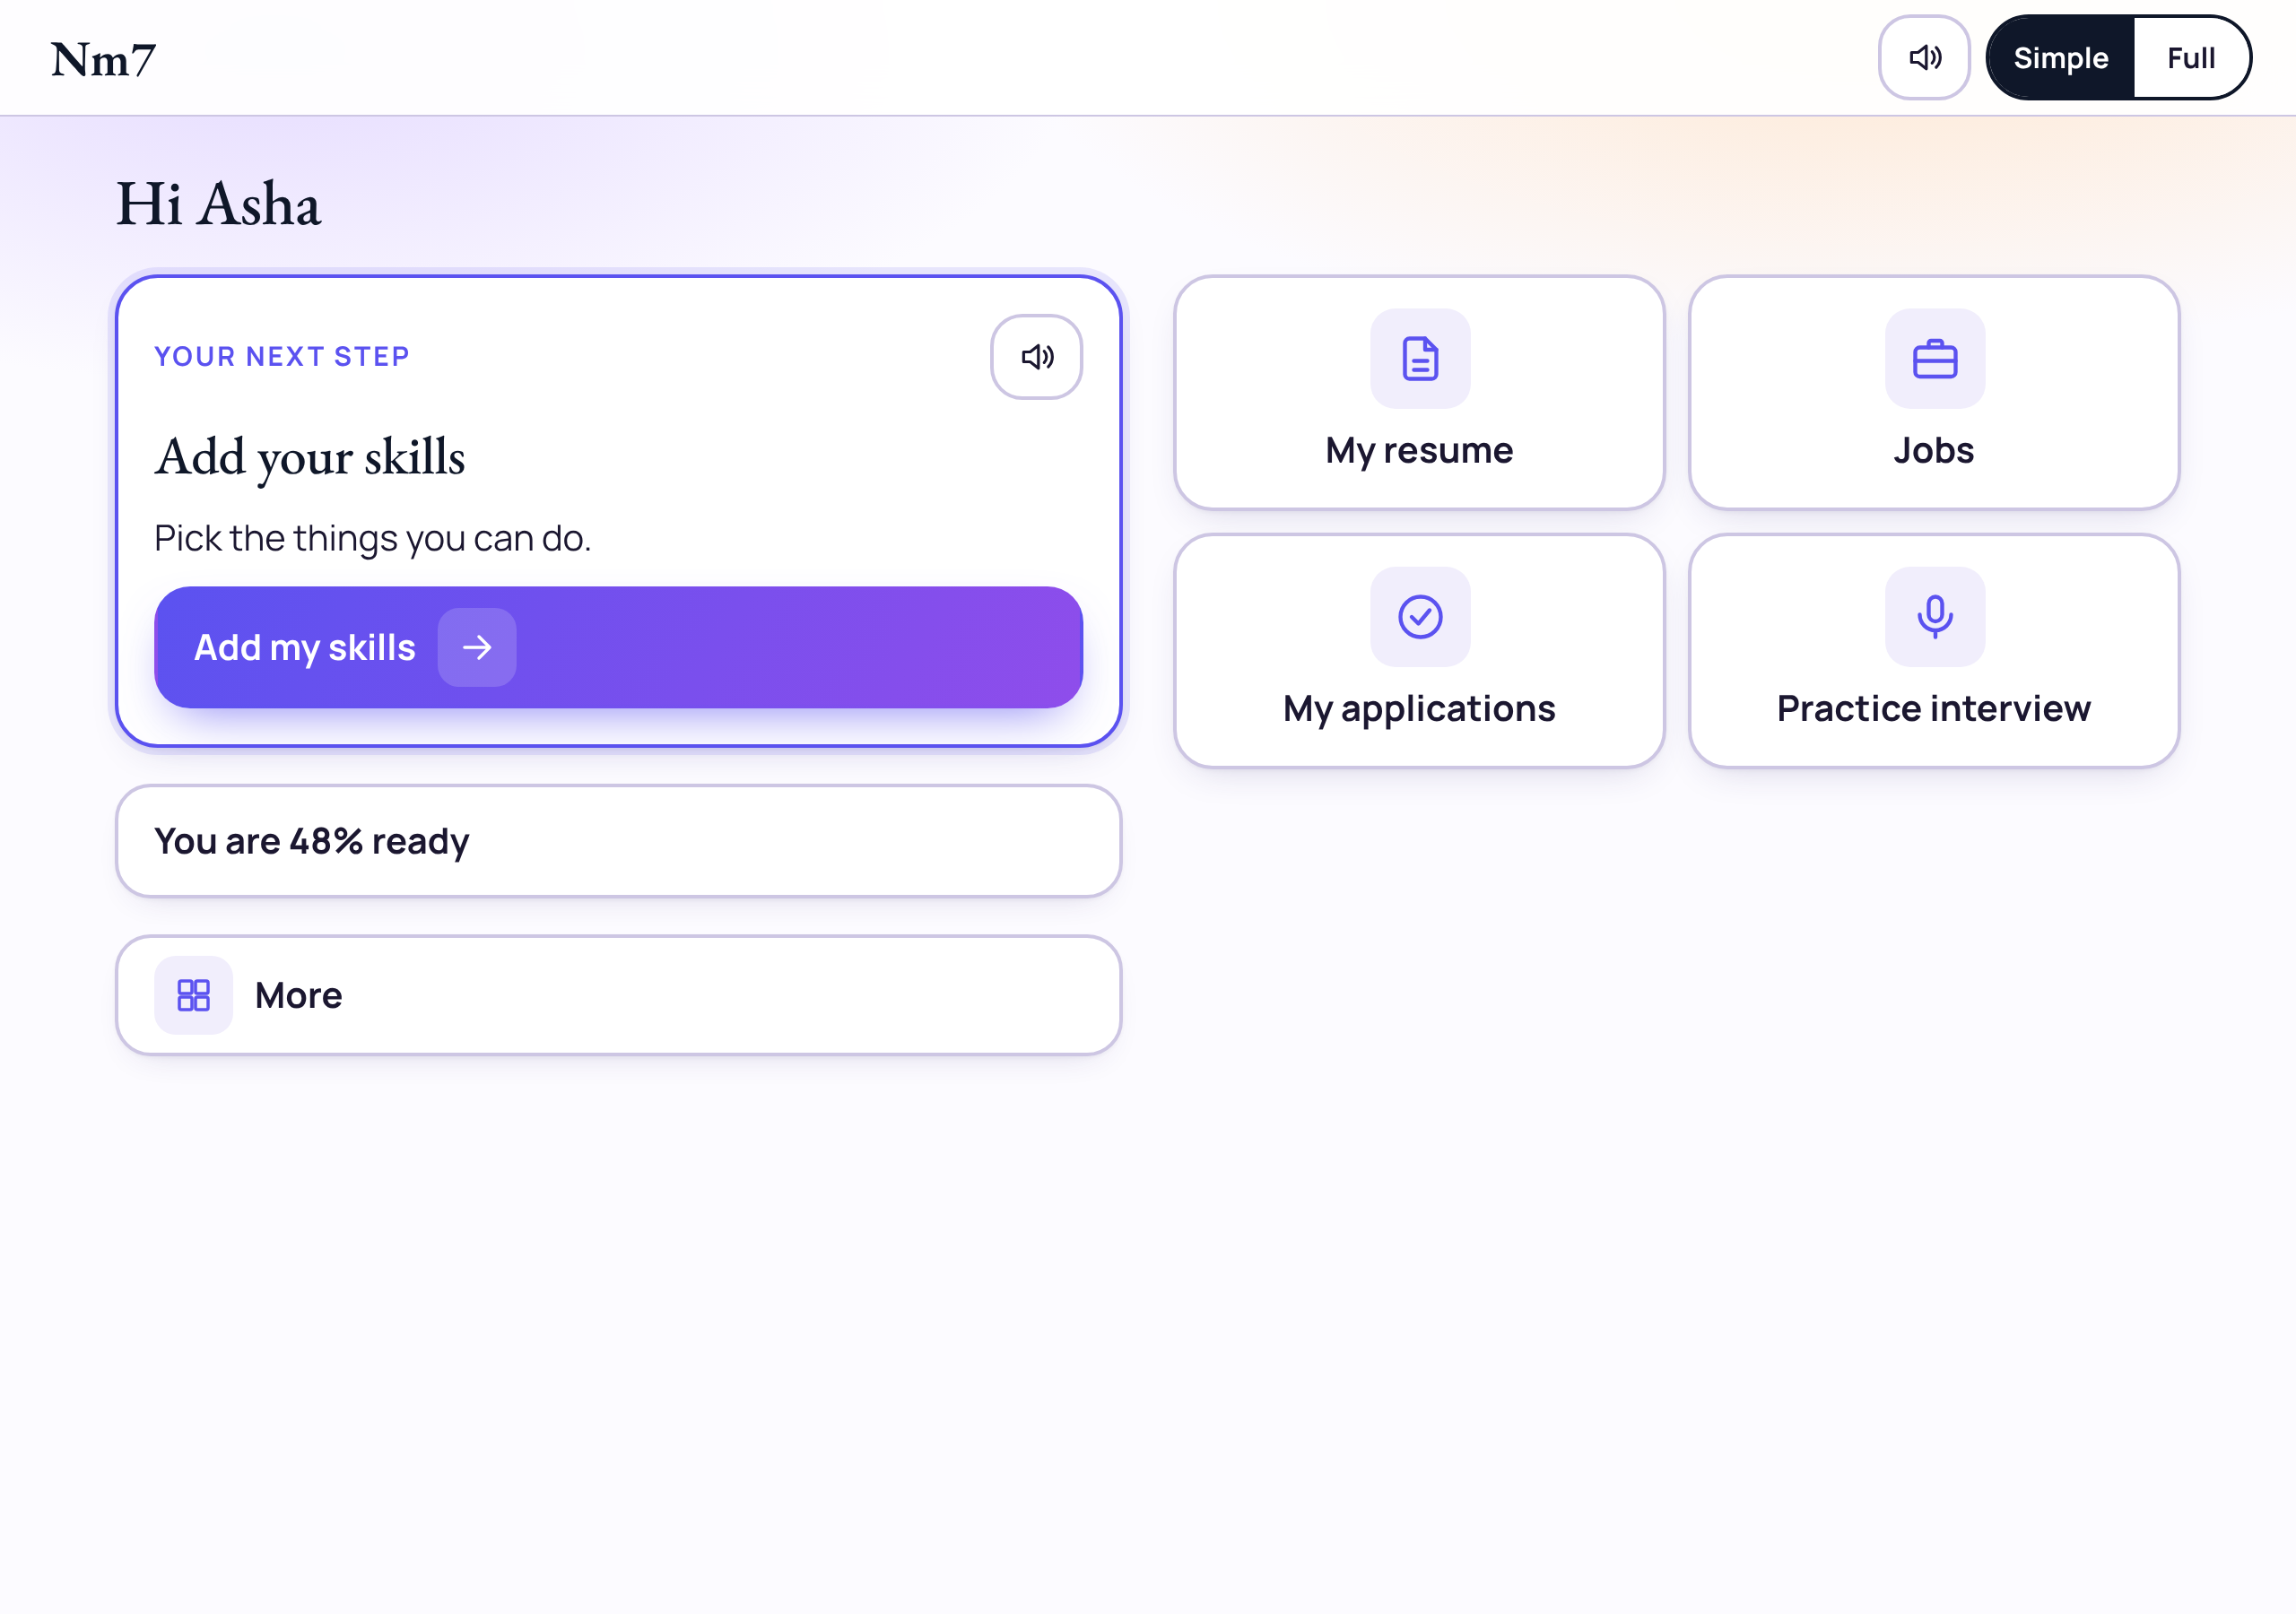 Nm7
Simple
Full
Hi Asha
YOUR NEXT STEP
Add your skills
Pick the things you can do.
Add my skills
You are 48% ready
More
My resume
Jobs
My applications
Practice interview